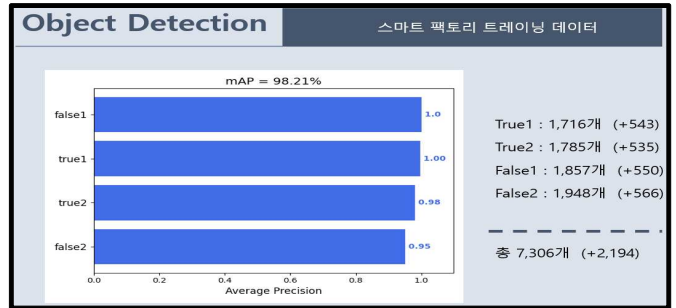 Object Detection
스마트 팩토리 트레이닝 데이터
mAP = 98.21%
false1
1.0
true1
1.00
true2
0.98
false2
0.95
0.0 0.2 0.4 0.6 0.8 1.0
Average Precision
True1 : 1,716개 (+543)
True2 : 1,785개 (+535)
False1 : 1,857개 (+550)
False2 : 1,948개 (+566)
총 7,306개 (+2,194)